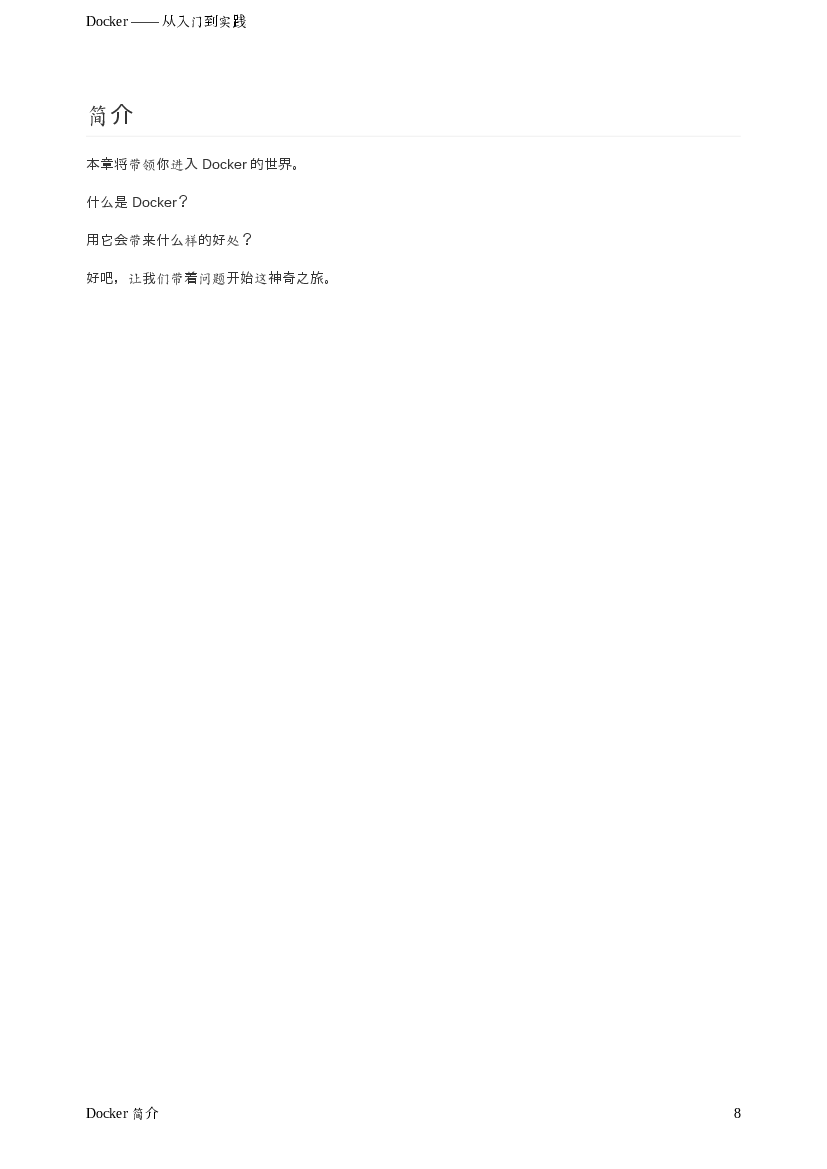 Docker —— 从入门到实践
简介
本章将带领你进入 Docker 的世界。
什么是 Docker？
用它会带来什么样的好处？
好吧，让我们带着问题开始这神奇之旅。
Docker 简介
8